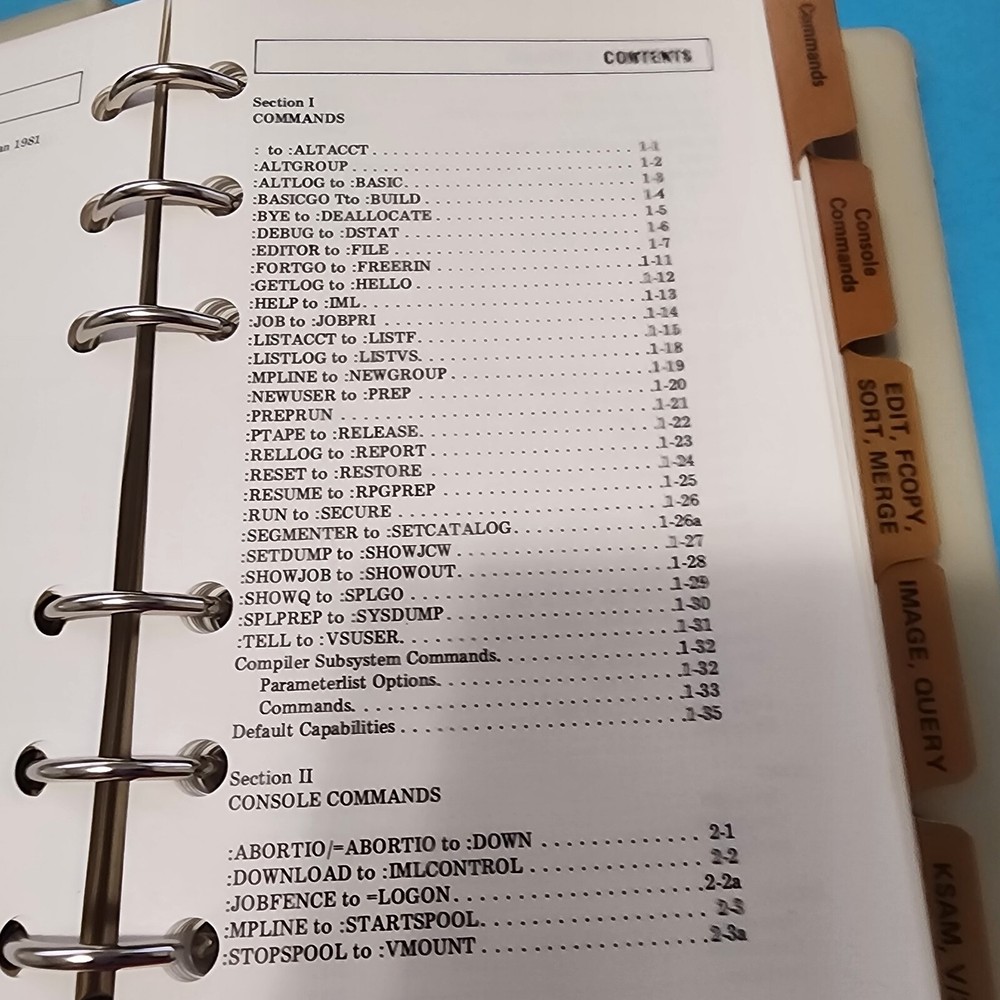 an 1981
CONTENTS
Section I
COMMANDS
: to :ALTACCT . . . . . . . . . . . . . . . . . . . . . . . . . . . . . . 1-1
:ALTGROUP . . . . . . . . . . . . . . . . . . . . . . . . . . . . . . . . 1-2
:ALTLOG to :BASIC . . . . . . . . . . . . . . . . . . . . . . . . . . . 1-3
:BASICGO Tto :BUILD . . . . . . . . . . . . . . . . . . . . . . . . . 1-4
:BYE to :DEALLOCATE . . . . . . . . . . . . . . . . . . . . . . . . 1-5
:DEBUG to :DSTAT . . . . . . . . . . . . . . . . . . . . . . . . . . . 1-6
:EDITOR to :FILE . . . . . . . . . . . . . . . . . . . . . . . . . . . . 1-7
:FORTGO to :FREERIN . . . . . . . . . . . . . . . . . . . . . . . . 1-11
:GETLOG to :HELLO . . . . . . . . . . . . . . . . . . . . . . . . . . 1-12
:HELP to :IML . . . . . . . . . . . . . . . . . . . . . . . . . . . . . . 1-13
:JOB to :JOBPRI . . . . . . . . . . . . . . . . . . . . . . . . . . . . . 1-14
:LISTACCT to :LISTF . . . . . . . . . . . . . . . . . . . . . . . . . 1-15
:LISTLOG to :LISTVS . . . . . . . . . . . . . . . . . . . . . . . . . 1-18
:MPLINE to :NEWGROUP . . . . . . . . . . . . . . . . . . . . . . 1-19
:NEWUSER to :PREP . . . . . . . . . . . . . . . . . . . . . . . . . . 1-20
:PREPRUN . . . . . . . . . . . . . . . . . . . . . . . . . . . . . . . . . 1-21
:PTAPE to :RELEASE . . . . . . . . . . . . . . . . . . . . . . . . . 1-22
:RELLOG to :REPORT . . . . . . . . . . . . . . . . . . . . . . . . . 1-23
:RESET to :RESTORE . . . . . . . . . . . . . . . . . . . . . . . . . 1-24
:RESUME to :RPGPREP . . . . . . . . . . . . . . . . . . . . . . . . 1-25
:RUN to :SECURE . . . . . . . . . . . . . . . . . . . . . . . . . . . . 1-26
:SEGMENTER to :SETCATALOG . . . . . . . . . . . . . . . . . 1-26a
:SETDUMP to :SHOWJCW . . . . . . . . . . . . . . . . . . . . . . 1-27
:SHOWJOB to :SHOWOUT . . . . . . . . . . . . . . . . . . . . . . 1-28
:SHOWQ to :SPLGO . . . . . . . . . . . . . . . . . . . . . . . . . . . 1-29
:SPLPREP to :SYSDUMP . . . . . . . . . . . . . . . . . . . . . . . 1-30
:TELL to :VSUSER . . . . . . . . . . . . . . . . . . . . . . . . . . . 1-31
Compiler Subsystem Commands . . . . . . . . . . . . . . . . . . 1-32
Parameterlist Options . . . . . . . . . . . . . . . . . . . . . . . . . 1-32
Commands . . . . . . . . . . . . . . . . . . . . . . . . . . . . . . . . . 1-33
Default Capabilities . . . . . . . . . . . . . . . . . . . . . . . . . . . 1-35
Section II
CONSOLE COMMANDS
:ABORTIO/=ABORTIO to :DOWN . . . . . . . . . . . . 2-1
:DOWNLOAD to :IMLCONTROL . . . . . . . . . . . . . 2-2
:JOBFENCE to =LOGON . . . . . . . . . . . . . . . . . . . 2-2a
:MPLINE to :STARTSPOOL . . . . . . . . . . . . . . . . . 2-3
:STOPSPOOL to :VMOUNT . . . . . . . . . . . . . . . . . 2-3a
Commands
Console
Commands
EDIT, FCOPY,
SORT, MERGE
IMAGE, QUERY
KSAM, V/